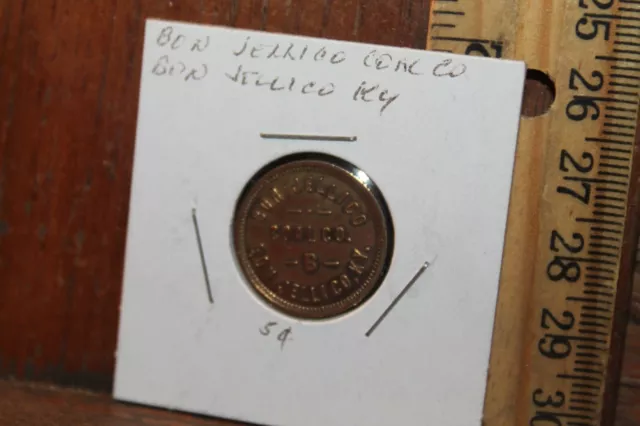 BON JELLICO COAL CO
BON JELLICO KY
BON JELLICO
COAL CO.
-5-
BON JELLICO, KY.
5¢
25
26
27
28
29
30